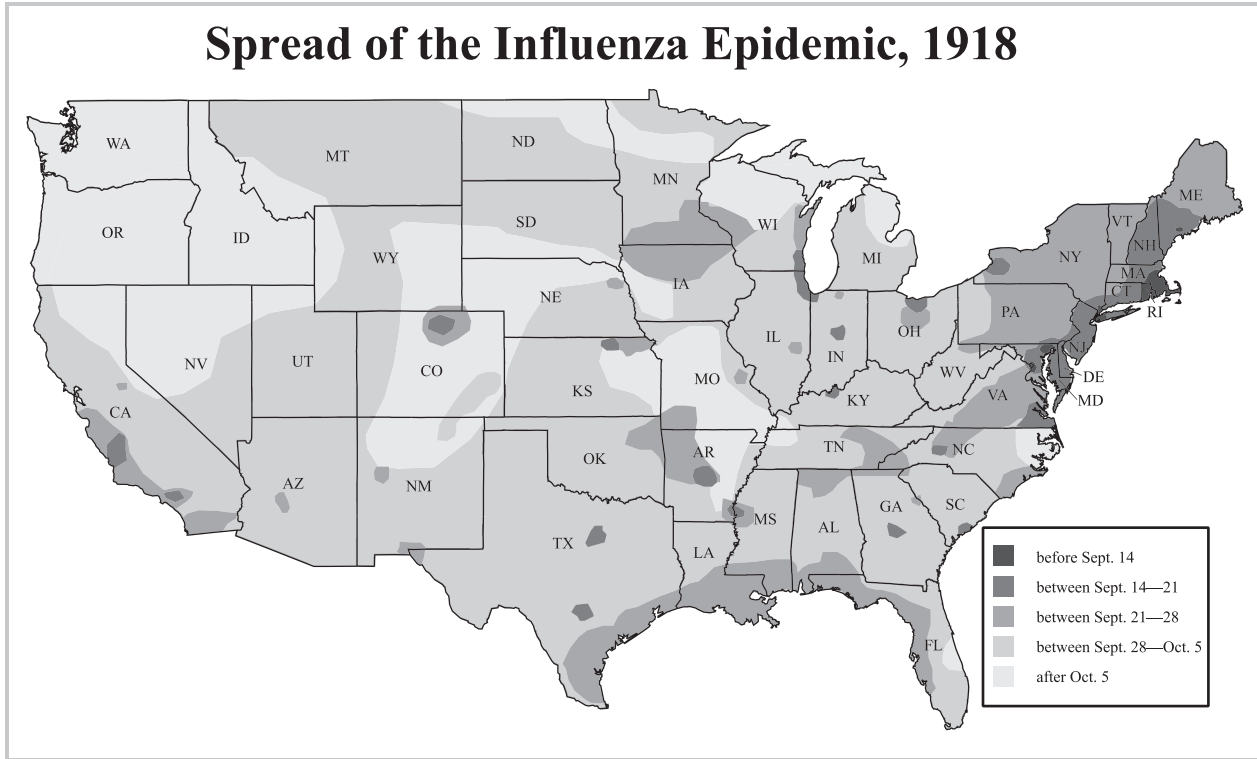 Spread of the Influenza Epidemic, 1918
WA
MT
ND
MN
OR
ID
WY
SD
WI
MI
NY
VT
NH
ME
MA
CT
RI
NV
UT
CO
NE
IA
IL
IN
OH
PA
NJ
DE
MD
CA
KS
MO
KY
WV
VA
AZ
NM
OK
AR
TN
NC
TX
LA
MS
AL
GA
SC
FL
before Sept. 14
between Sept. 14—21
between Sept. 21—28
between Sept. 28—Oct. 5
after Oct. 5